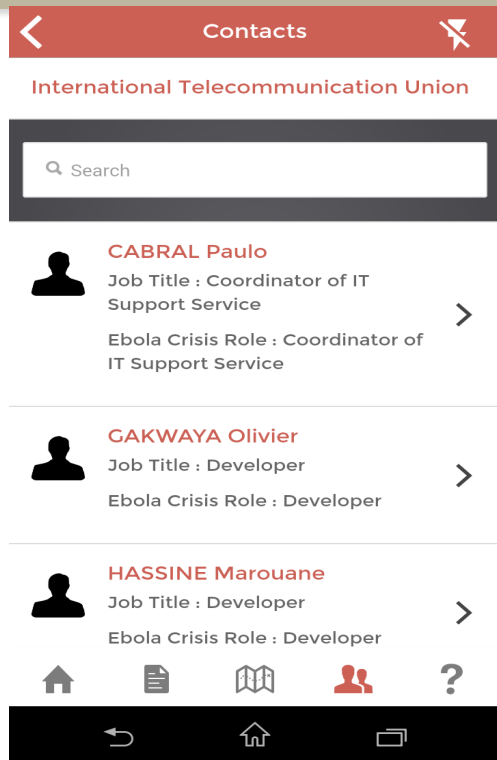 Contacts
International Telecommunication Union
Search
CABRAL Paulo
Job Title : Coordinator of IT
Support Service
Ebola Crisis Role : Coordinator of
IT Support Service
GAKWAYA Olivier
Job Title : Developer
Ebola Crisis Role : Developer
HASSINE Marouane
Job Title : Developer
Ebola Crisis Role : Developer
?